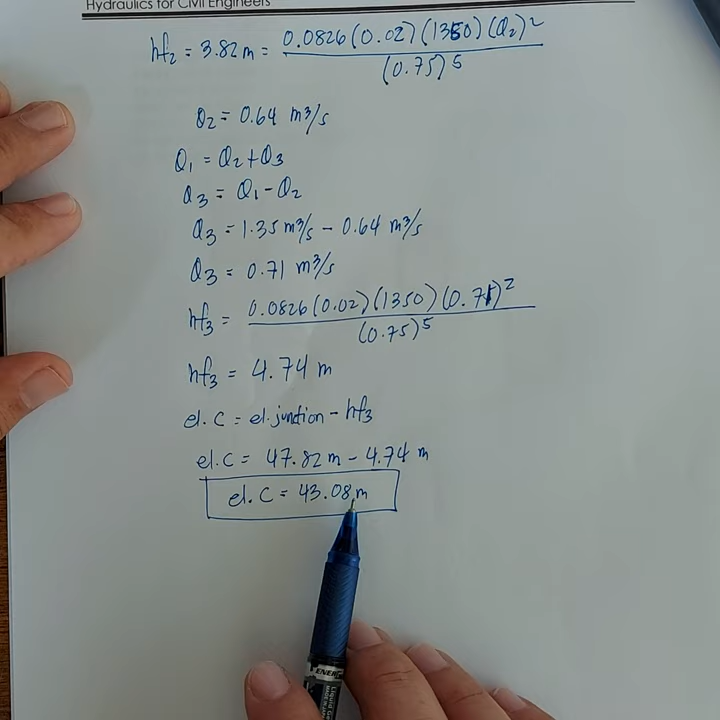 Hydraulics for Civil Engineers
hf₂ = 3.82 m = 0.0826 (0.02) (1350) (Q₂)² / (0.75)⁵
Q₂ = 0.64 m³/s
Q₁ = Q₂ + Q₃
Q₃ = Q₁ - Q₂
Q₃ = 1.35 m³/s - 0.64 m³/s
Q₃ = 0.71 m³/s
hf₃ = 0.0826 (0.02) (1350) (0.71)² / (0.75)⁵
hf₃ = 4.74 m
el. C = el. junction - hf₃
el. C = 47.82 m - 4.74 m
el. C = 43.08 m